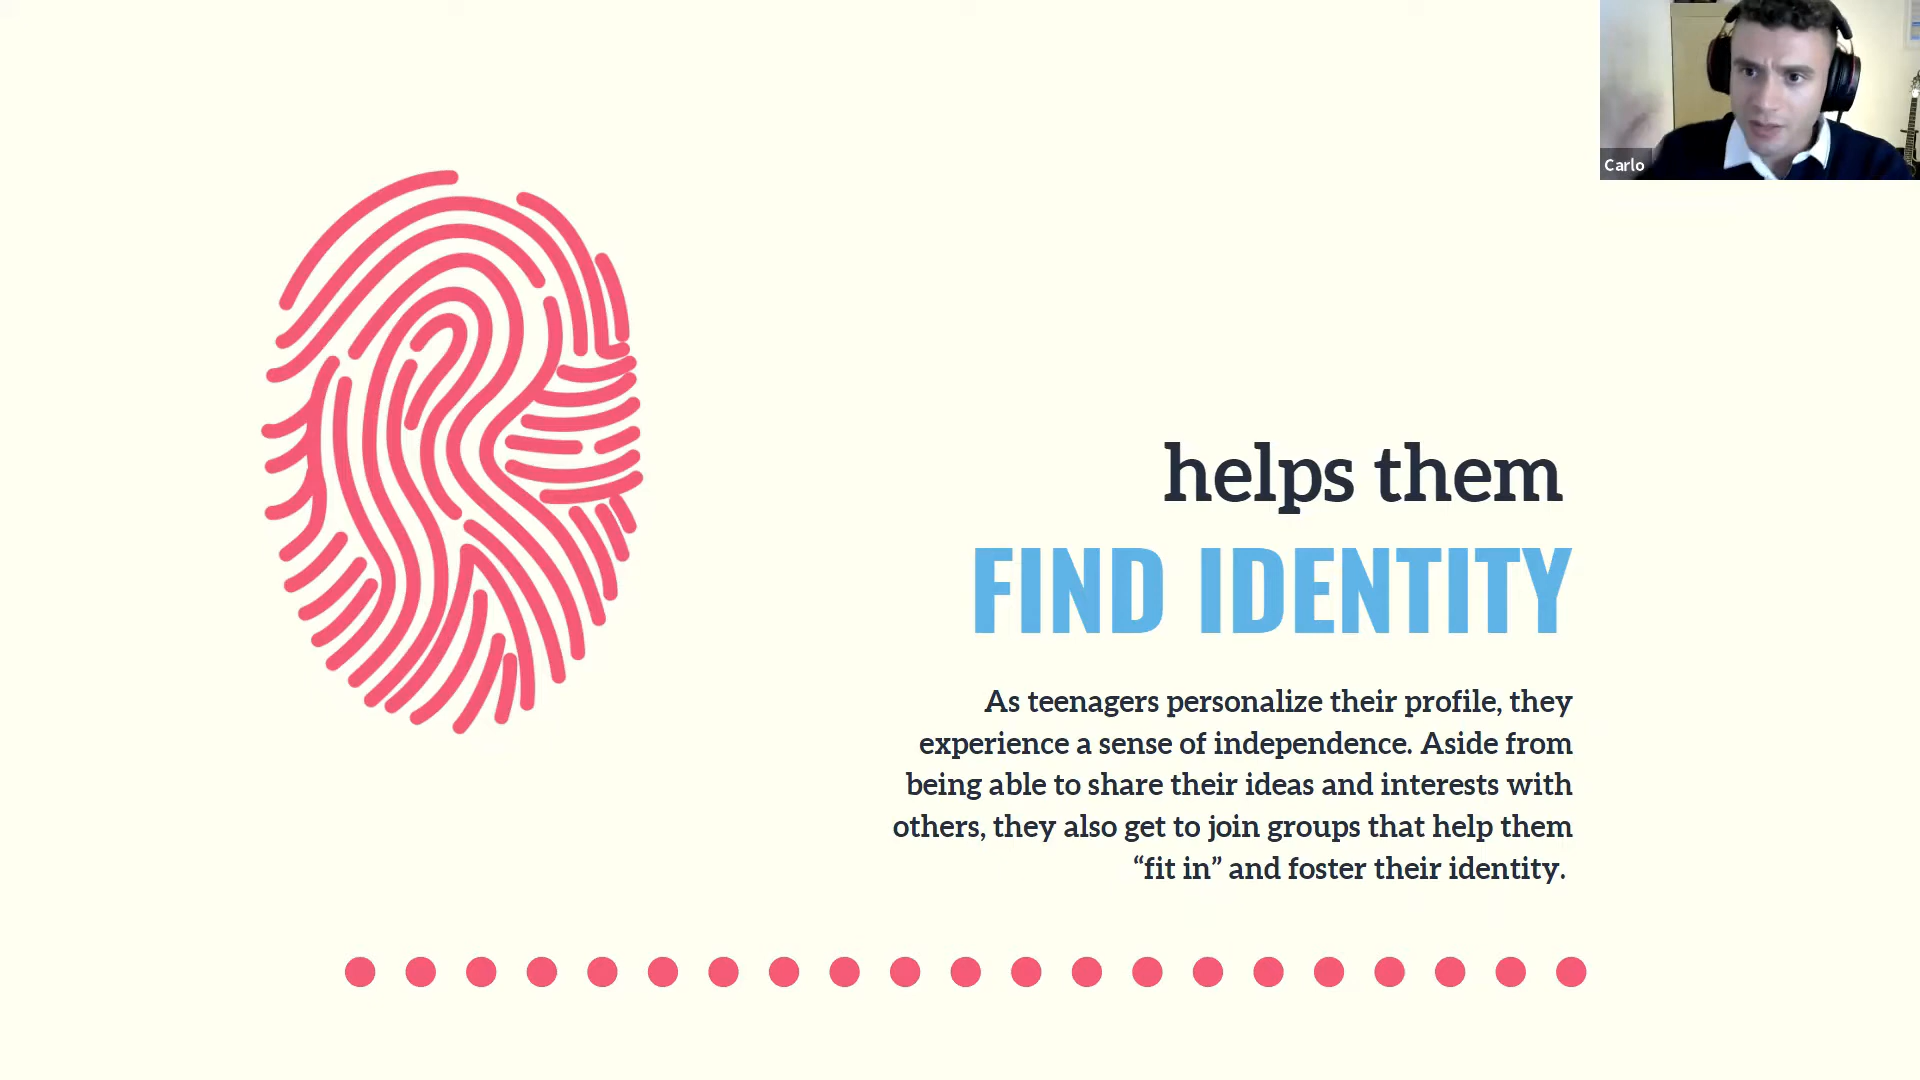 Carlo
helps them
FIND IDENTITY
As teenagers personalize their profile, they
experience a sense of independence. Aside from
being able to share their ideas and interests with
others, they also get to join groups that help them
“fit in” and foster their identity.